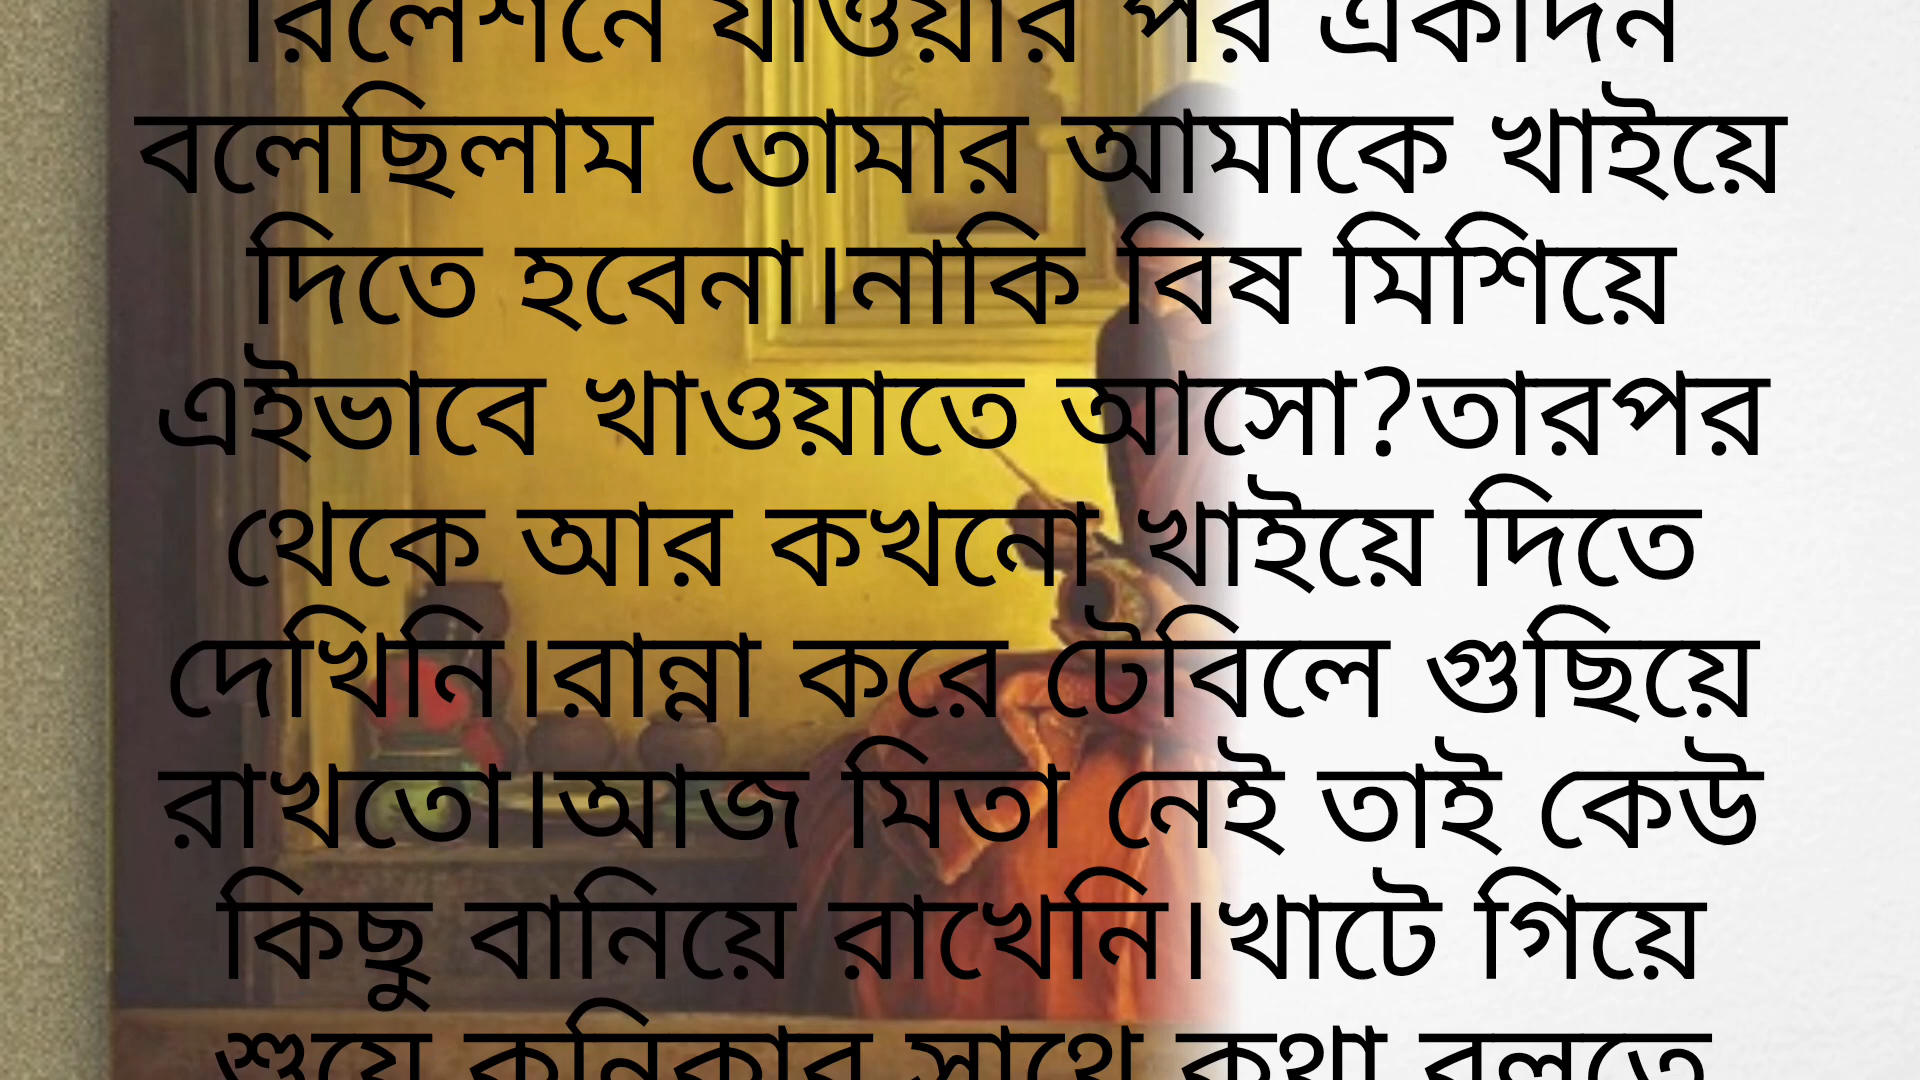 রিলেশনে যাওয়ার পর একদিন
বলেছিলাম তোমার আমাকে খাইয়ে
দিতে হবেনা।নাকি বিষ মিশিয়ে
এইভাবে খাওয়াতে আসো?তারপর
থেকে আর কখনো খাইয়ে দিতে
দেখিনি।রান্না করে টেবিলে গুছিয়ে
রাখতো।আজ মিতা নেই তাই কেউ
কিছু বানিয়ে রাখেনি।খাটে গিয়ে
শুয়ে কনিকার সাথে কথা বলতে